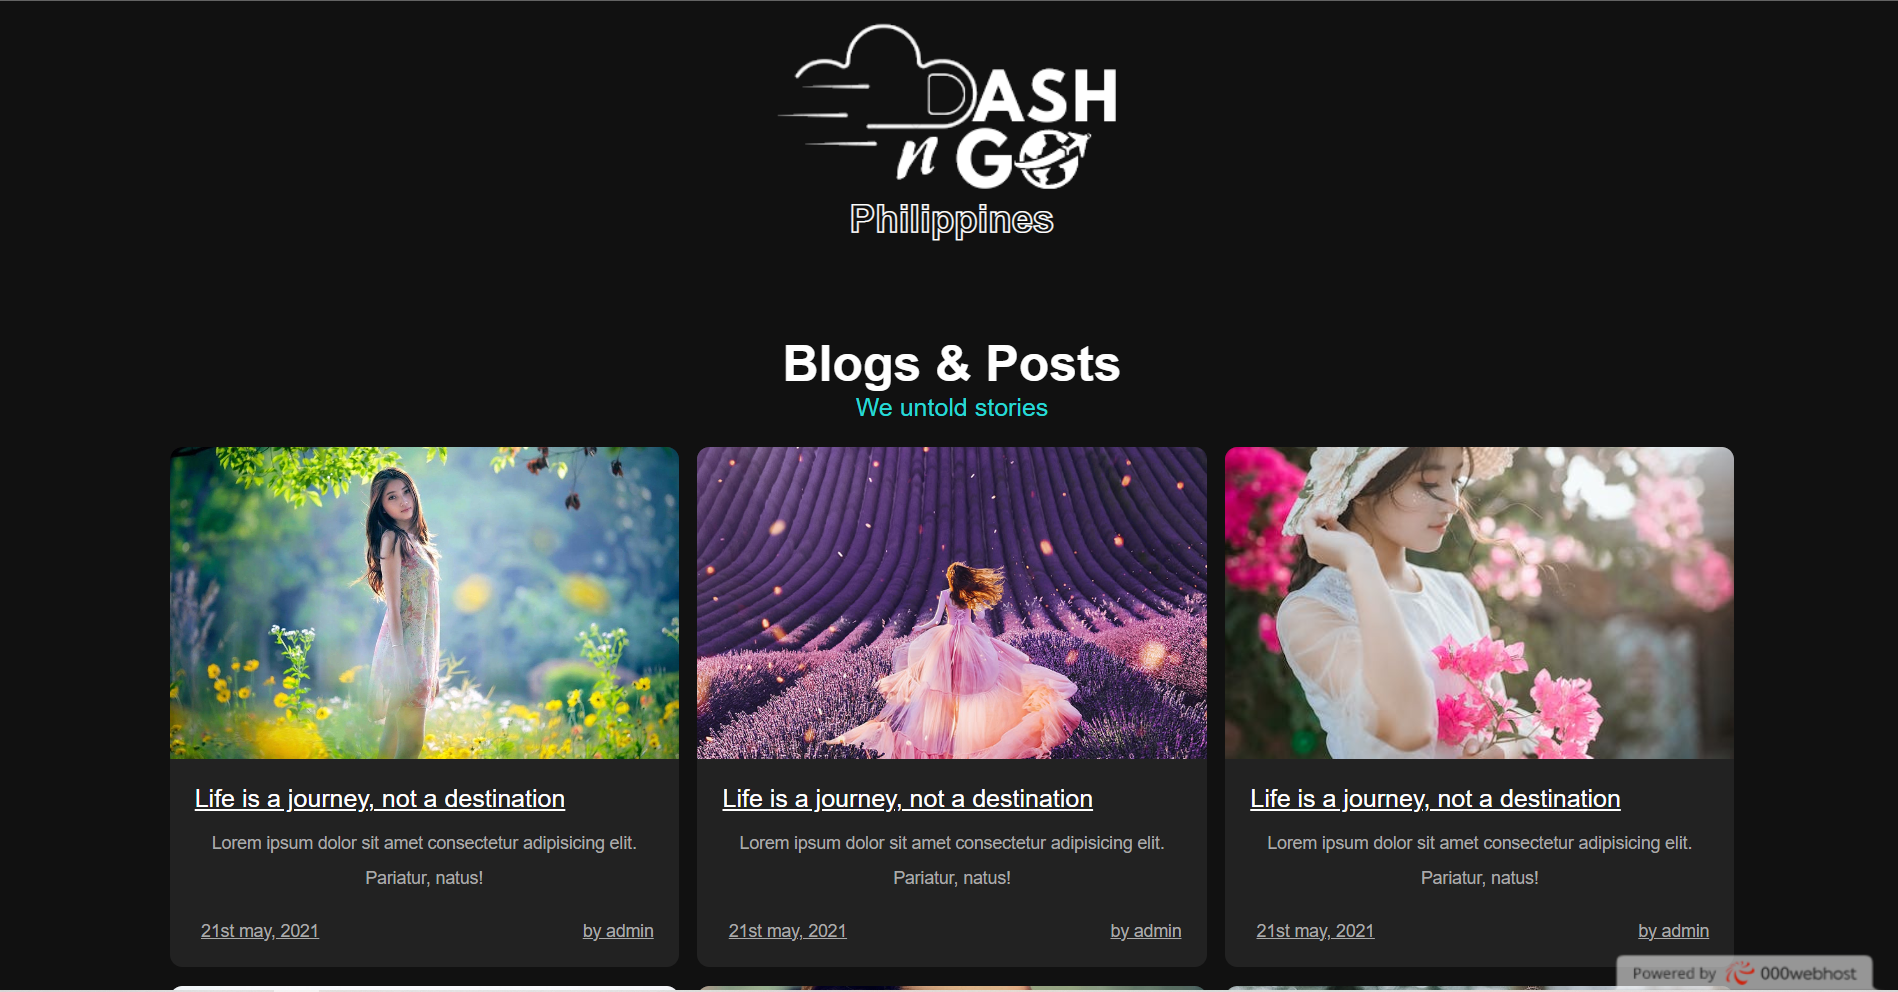 DASH
n GO
Philippines
Blogs & Posts
We untold stories
Life is a journey, not a destination
Lorem ipsum dolor sit amet consectetur adipisicing elit.
Pariatur, natus!
21st may, 2021 by admin
Life is a journey, not a destination
Lorem ipsum dolor sit amet consectetur adipisicing elit.
Pariatur, natus!
21st may, 2021 by admin
Life is a journey, not a destination
Lorem ipsum dolor sit amet consectetur adipisicing elit.
Pariatur, natus!
21st may, 2021 by admin
Powered by 000webhost